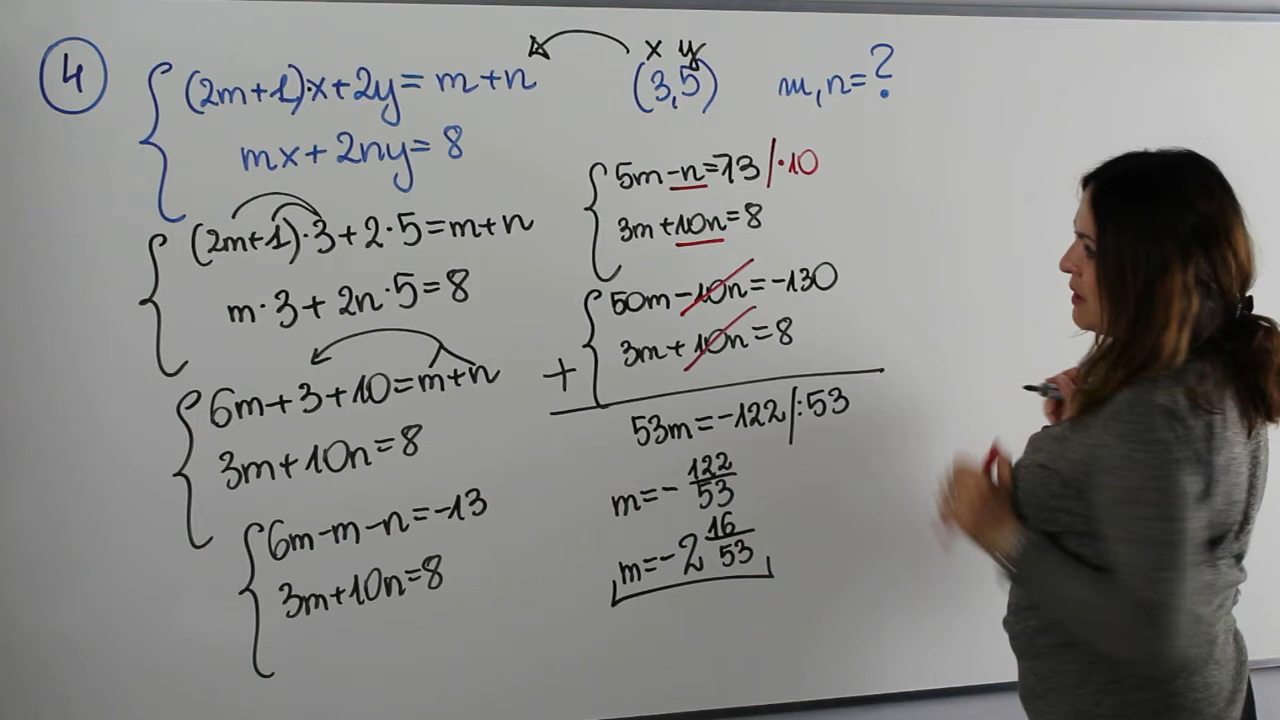 4
(2m+1)·x+2y=m+n
mx+2ny=8
x y
(3,5)
m,n=?
(2m+1)·3+2·5=m+n
m·3+2n·5=8
6m+3+10=m+n
3m+10n=8
6m-m-n=-13
3m+10n=8
5m-n=73/·10
3m+10n=8
50m-10n=-130
3m+10n=8
+
53m=-122/:53
m=-122/53
m=-2 16/53